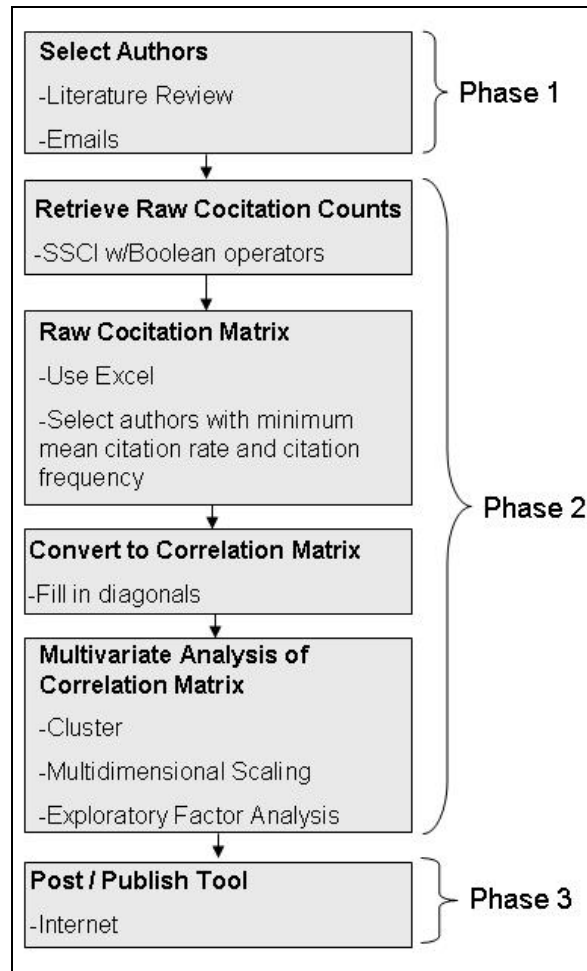 Select Authors
-Literature Review
-Emails
Phase 1
Retrieve Raw Cocitation Counts
-SSCI w/Boolean operators
Raw Cocitation Matrix
-Use Excel
-Select authors with minimum
mean citation rate and citation
frequency
Convert to Correlation Matrix
-Fill in diagonals
Multivariate Analysis of
Correlation Matrix
-Cluster
-Multidimensional Scaling
-Exploratory Factor Analysis
Phase 2
Post / Publish Tool
-Internet
Phase 3